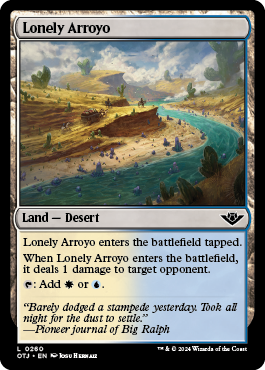 Lonely Arroyo
Land — Desert
Lonely Arroyo enters the battlefield tapped.
When Lonely Arroyo enters the battlefield,
it deals 1 damage to target opponent.
: Add or .
“Barely dodged a stampede yesterday. Took all
night for the dust to settle.”
—Pioneer journal of Big Ralph
L 0260
OTJ • EN Josu Hernaiz
™ & © 2024 Wizards of the Coast